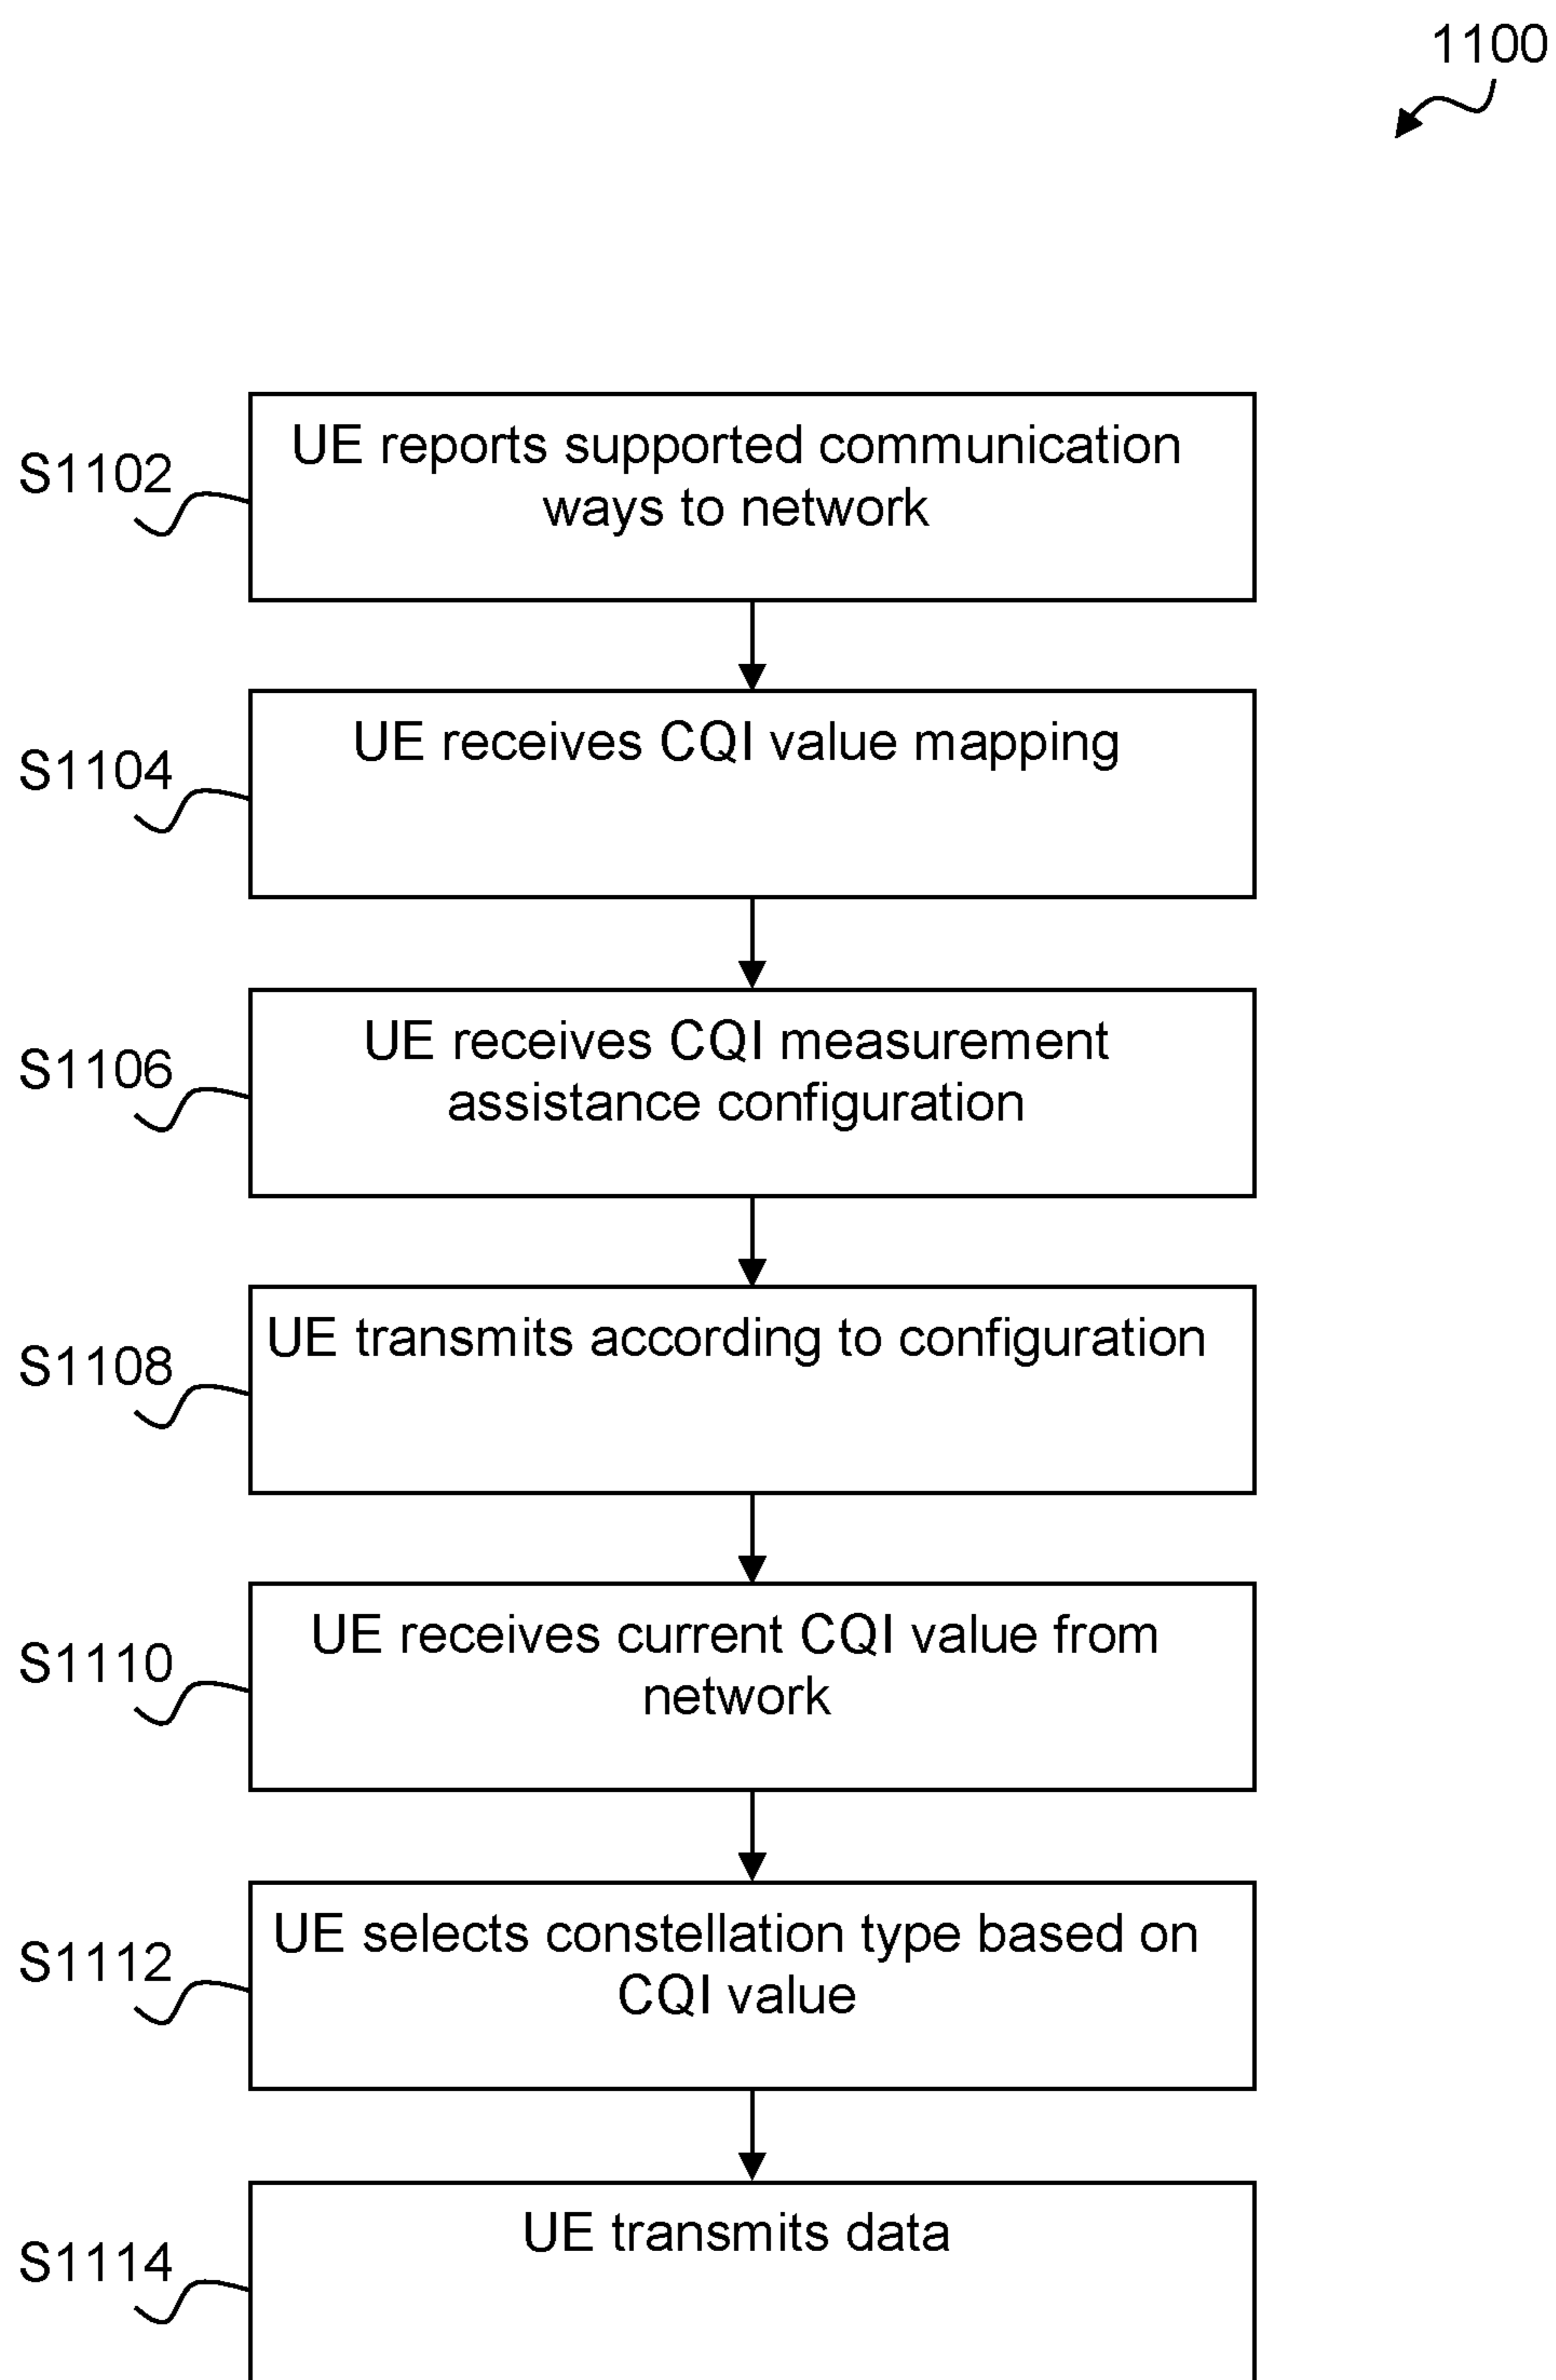 1100
S1102
UE reports supported communication
ways to network
S1104
UE receives CQI value mapping
S1106
UE receives CQI measurement
assistance configuration
S1108
UE transmits according to configuration
S1110
UE receives current CQI value from
network
S1112
UE selects constellation type based on
CQI value
S1114
UE transmits data